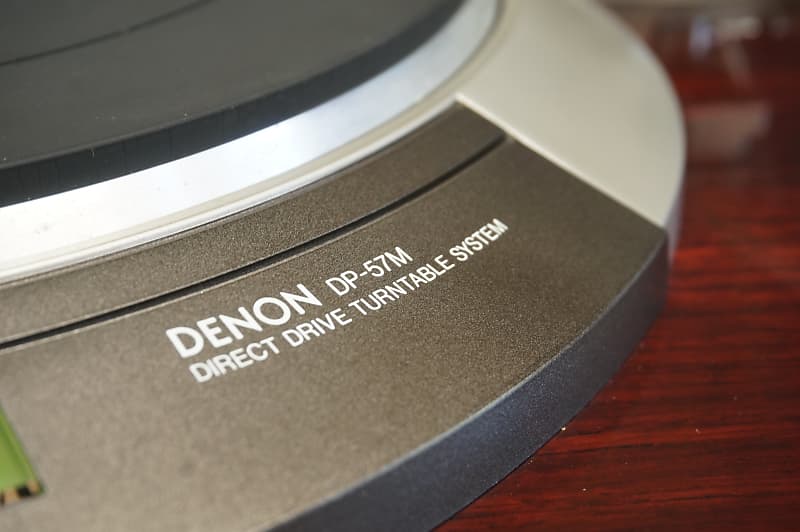 DENON DP-57M
DIRECT DRIVE TURNTABLE SYSTEM